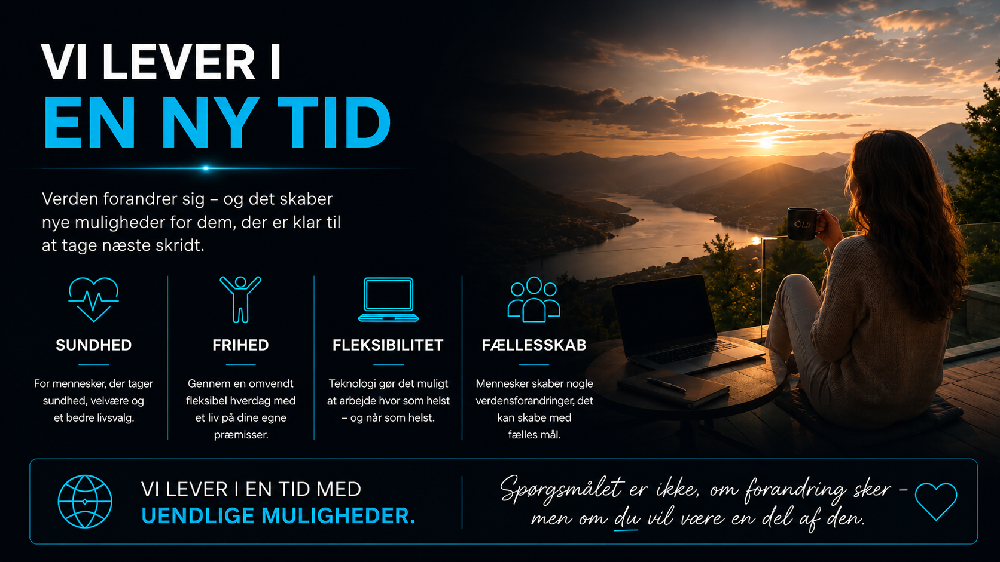 VI LEVER I
EN NY TID
Verden forandrer sig – og det skaber
nye muligheder for dem, der er klar til
at tage næste skridt.
SUNDHED
For mennesker, der tager
sundhed, velvære og
et bedre livsvalg.
FRIHED
Gennem en omvendt
fleksibel hverdag med
et liv på dine egne
præmisser.
FLEKSIBILITET
Teknologi gør det muligt
at arbejde hvor som helst
– og når som helst.
FÆLLESSKAB
Mennesker skaber nogle
verdensforandringer, det
kan skabe med
fælles mål.
VI LEVER I EN TID MED
UENDLIGE MULIGHEDER.
Spørgsmålet er ikke, om forandring sker –
men om du vil være en del af den.